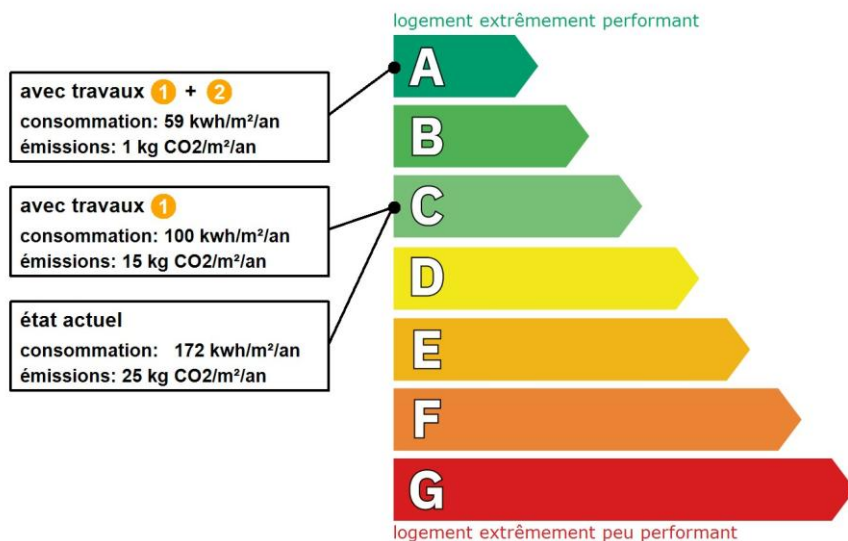 logement extrêmement performant
avec travaux 1 + 2
consommation: 59 kwh/m²/an
émissions: 1 kg CO2/m²/an
avec travaux 1
consommation: 100 kwh/m²/an
émissions: 15 kg CO2/m²/an
état actuel
consommation: 172 kwh/m²/an
émissions: 25 kg CO2/m²/an
A
B
C
D
E
F
G
logement extrêmement peu performant